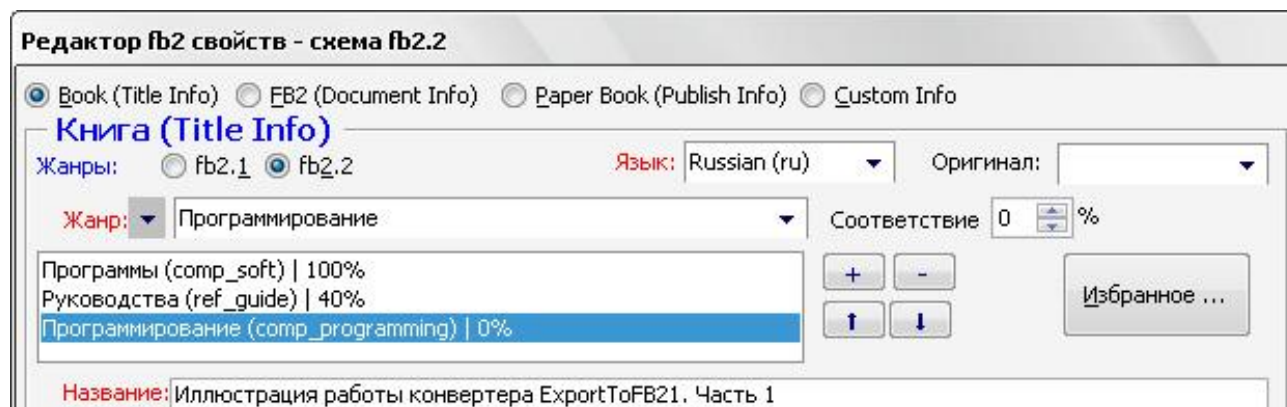 Редактор fb2 свойств - схема fb2.2
Book (Title Info) FB2 (Document Info) Paper Book (Publish Info) Custom Info
Книга (Title Info)
Жанры: fb2.1 fb2.2 Язык: Russian (ru) Оригинал:
Жанр: Программирование Соответствие 0 %
Программы (comp_soft) | 100%
Руководства (ref_guide) | 40%
Программирование (comp_programming) | 0%
+ -
Избранное ...
Название: Иллюстрация работы конвертера ExportToFB21. Часть 1